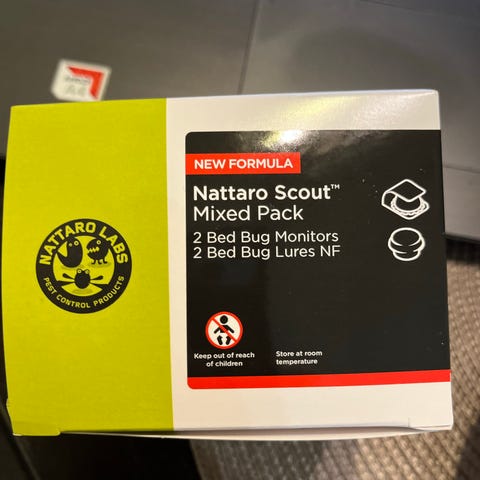 NEW FORMULA
Nattaro Scout™
Mixed Pack
2 Bed Bug Monitors
2 Bed Bug Lures NF
NATTARO LABS
PEST CONTROL PRODUCTS
Keep out of reach
of children
Store at room
temperature